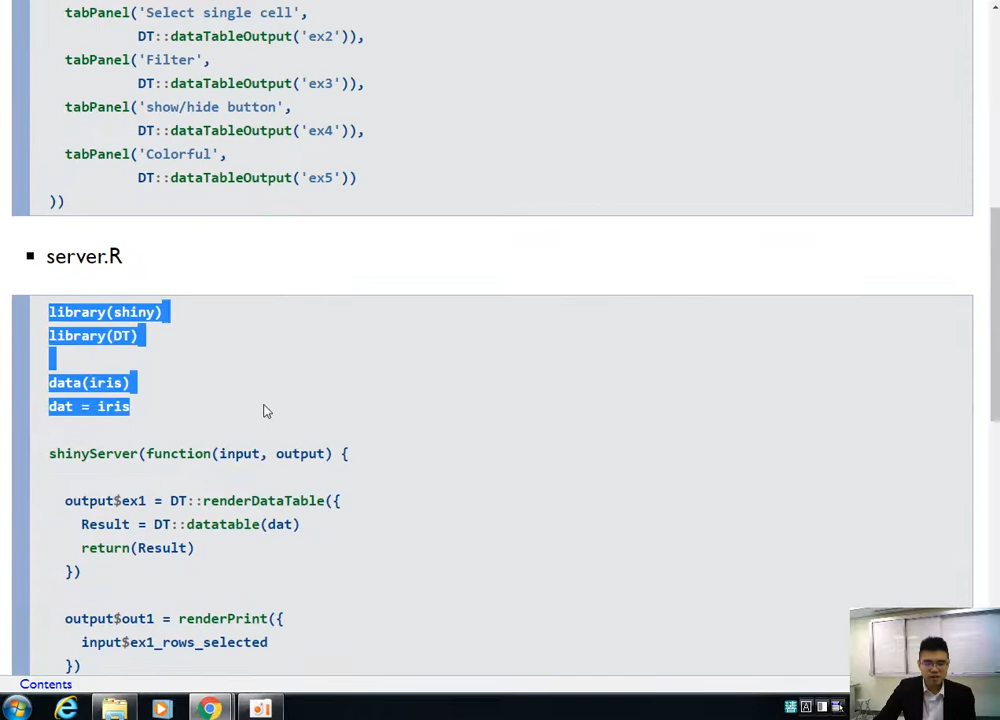 tabPanel('Select single cell',
DT::dataTableOutput('ex2')),
tabPanel('Filter',
DT::dataTableOutput('ex3')),
tabPanel('show/hide button',
DT::dataTableOutput('ex4')),
tabPanel('Colorful',
DT::dataTableOutput('ex5'))
))
server.R
library(shiny)
library(DT)
data(iris)
dat = iris
shinyServer(function(input, output) {
output$ex1 = DT::renderDataTable({
Result = DT::datatable(dat)
return(Result)
})
output$out1 = renderPrint({
input$ex1_rows_selected
})
Contents